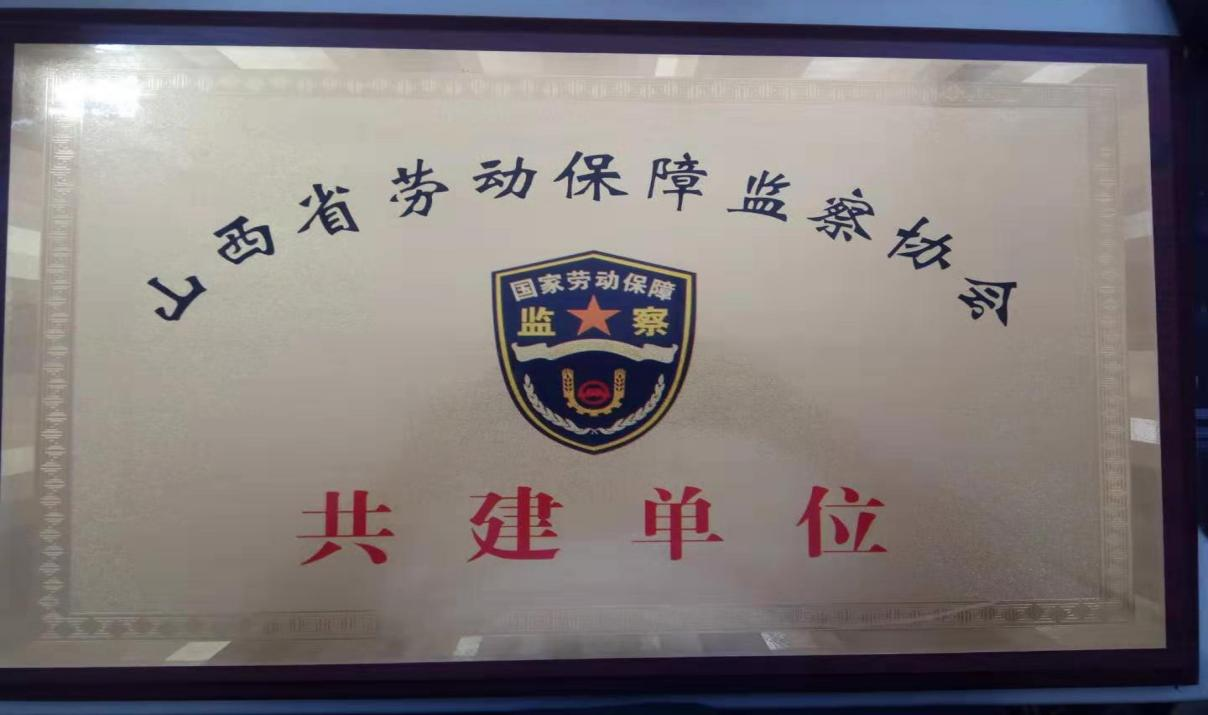 山西省劳动保障监察协会
国家劳动保障
监察
共建单位